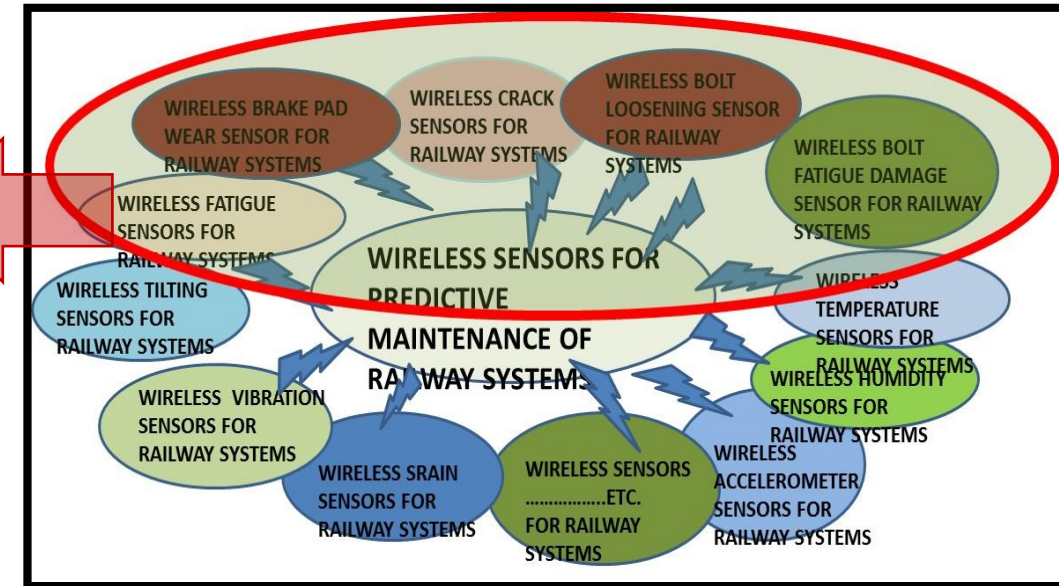 WIRELESS BRAKE PAD
WEAR SENSOR FOR
RAILWAY SYSTEMS
WIRELESS CRACK
SENSORS FOR
RAILWAY SYSTEMS
WIRELESS BOLT
LOOSENING SENSOR
FOR RAILWAY
SYSTEMS
WIRELESS BOLT
FATIGUE DAMAGE
SENSOR FOR RAILWAY
SYSTEMS
WIRELESS FATIGUE
SENSORS FOR
RAILWAY SYSTEMS
WIRELESS SENSORS FOR
PREDICTIVE
MAINTENANCE OF
RAILWAY SYSTEMS
WIRELESS TILTING
SENSORS FOR
RAILWAY SYSTEMS
WIRELESS
TEMPERATURE
SENSORS FOR
RAILWAY SYSTEMS
WIRELESS HUMIDITY
SENSORS FOR
RAILWAY SYSTEMS
WIRELESS VIBRATION
SENSORS FOR
RAILWAY SYSTEMS
WIRELESS SRAIN
SENSORS FOR
RAILWAY SYSTEMS
WIRELESS SENSORS
................ETC.
FOR RAILWAY
SYSTEMS
WIRELESS
ACCELEROMETER
SENSORS FOR
RAILWAY SYSTEMS